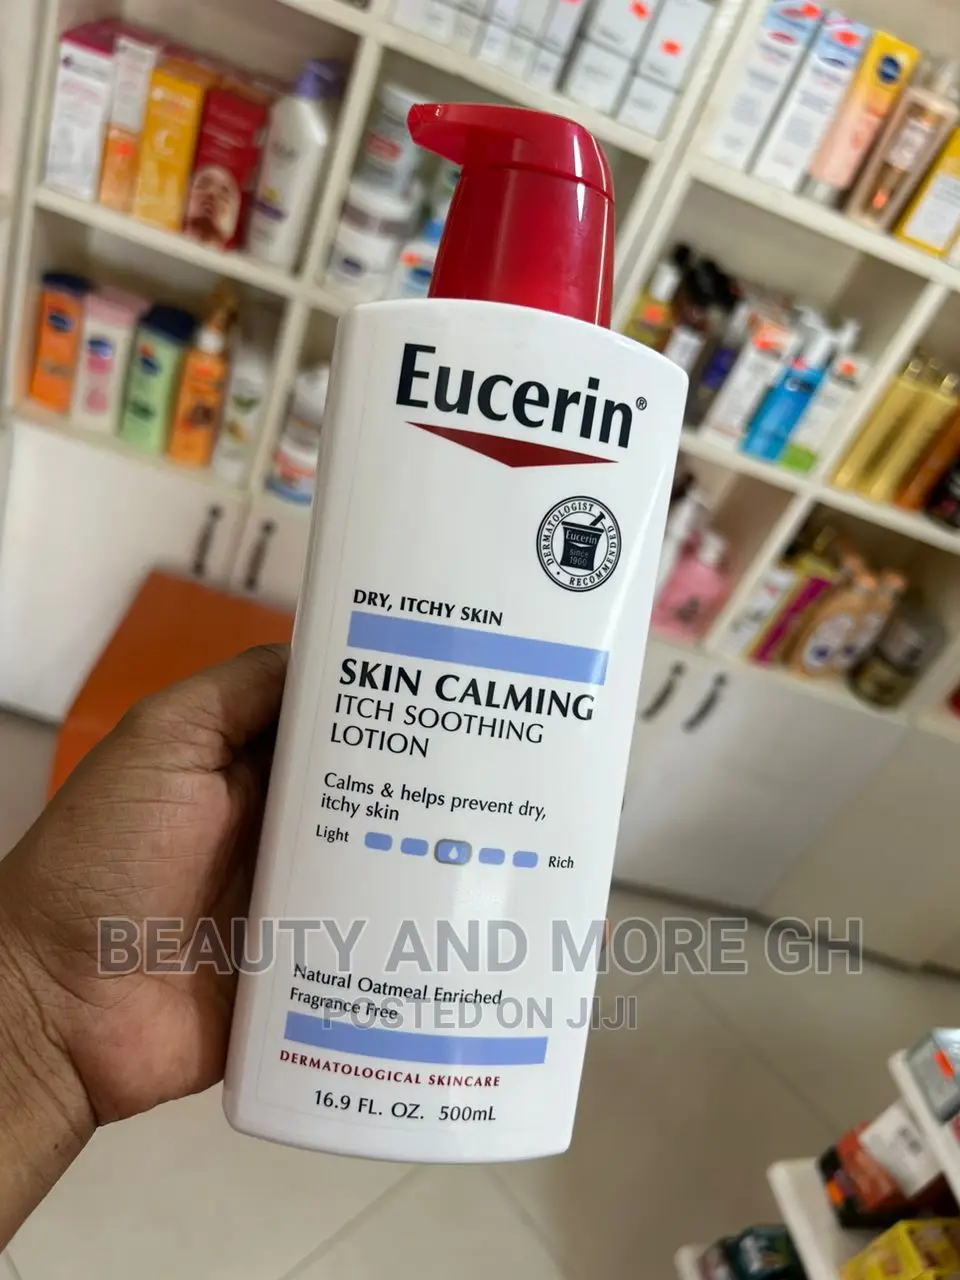 Eucerin®
DERMATOLOGIST RECOMMENDED
Eucerin
since
1900
DRY, ITCHY SKIN
SKIN CALMING
ITCH SOOTHING
LOTION
Calms & helps prevent dry,
itchy skin
Light Rich
BEAUTY AND MORE GH
Natural Oatmeal Enriched
Fragrance Free
POSTED ON JIJI
DERMATOLOGICAL SKINCARE
16.9 FL. OZ. 500mL